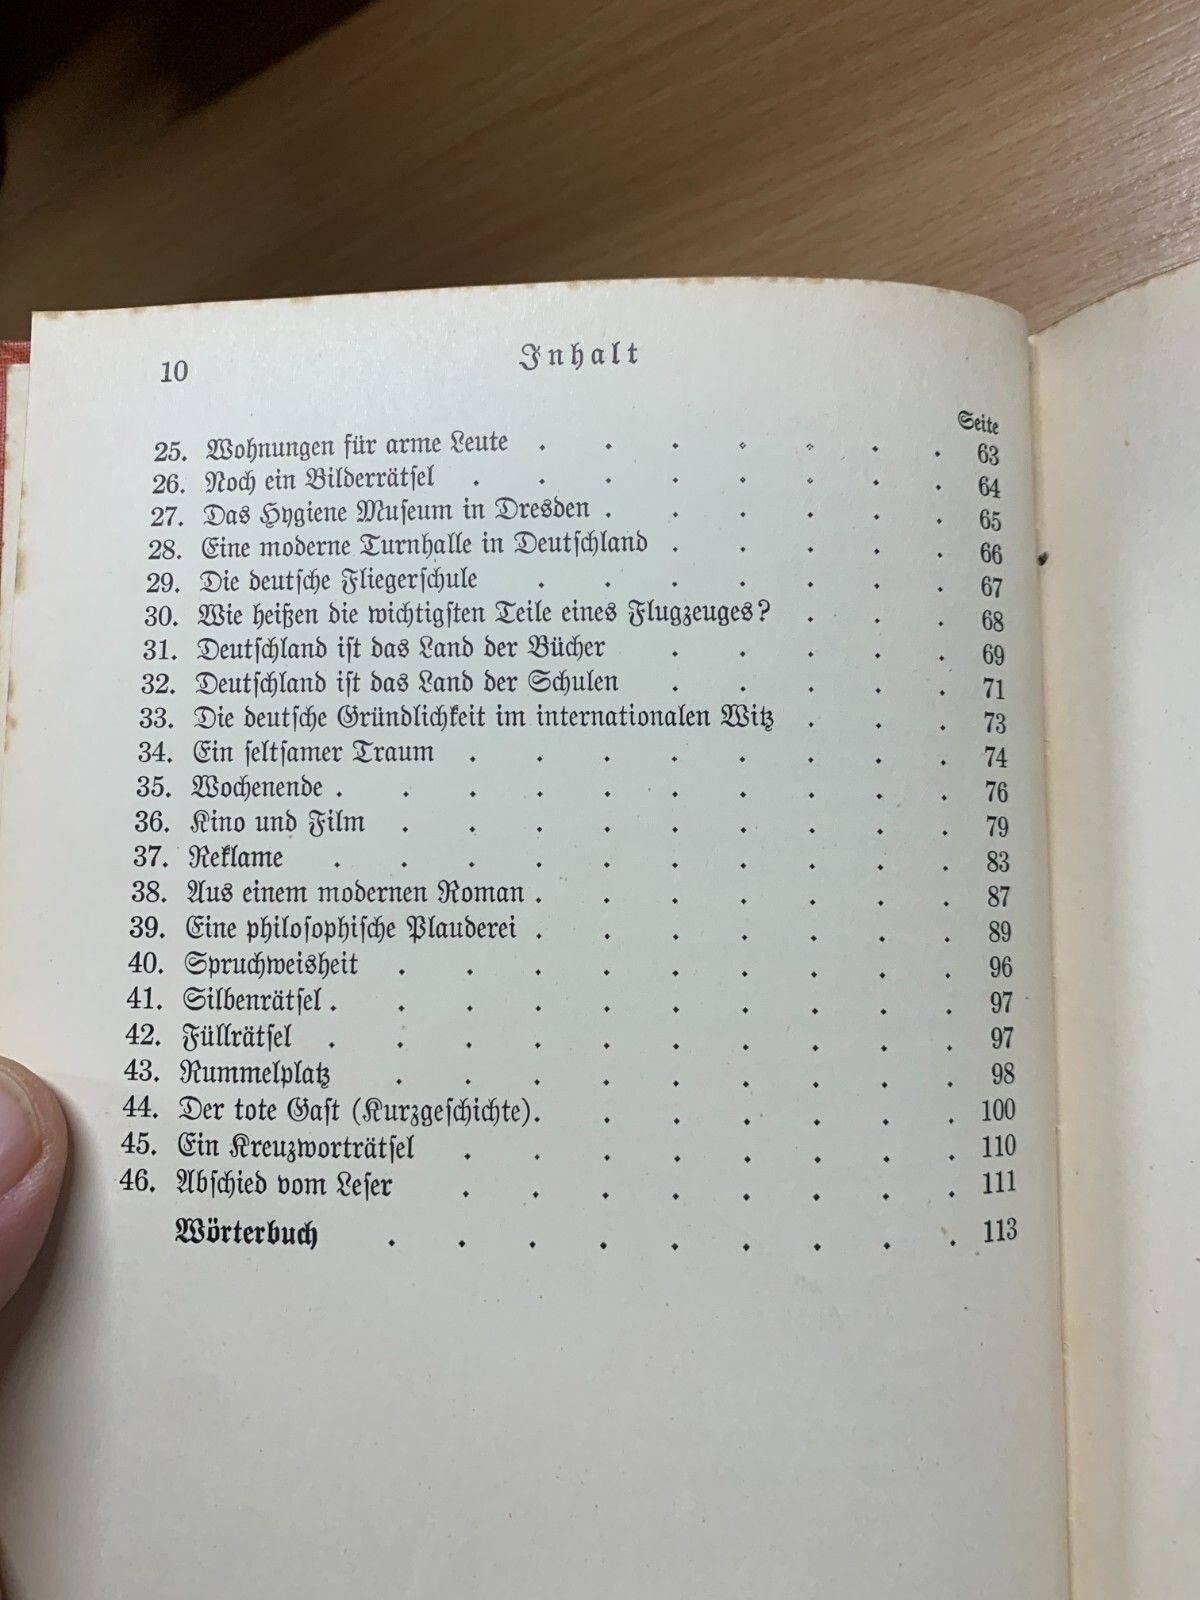 10 Inhalt
Seite
25. Wohnungen für arme Leute . . . . . . . 63
26. Noch ein Bilderrätsel . . . . . . . . 64
27. Das Hygiene Museum in Dresden . . . . . . 65
28. Eine moderne Turnhalle in Deutschland . . . . . 66
29. Die deutsche Fliegerschule . . . . . . . 67
30. Wie heißen die wichtigsten Teile eines Flugzeuges? . . . 68
31. Deutschland ist das Land der Bücher . . . . . 69
32. Deutschland ist das Land der Schulen . . . . . 71
33. Die deutsche Gründlichkeit im internationalen Witz . . . 73
34. Ein seltsamer Traum . . . . . . . . 74
35. Wochenende . . . . . . . . . . 76
36. Kino und Film . . . . . . . . . 79
37. Reklame . . . . . . . . . . 83
38. Aus einem modernen Roman . . . . . . . 87
39. Eine philosophische Plauderei . . . . . . . 89
40. Spruchweisheit . . . . . . . . . 96
41. Silbenrätsel . . . . . . . . . . 97
42. Füllrätsel . . . . . . . . . . 97
43. Rummelplatz . . . . . . . . . 98
44. Der tote Gast (Kurzgeschichte) . . . . . . . 100
45. Ein Kreuzworträtsel . . . . . . . . 110
46. Abschied vom Leser . . . . . . . . 111
Wörterbuch . . . . . . . . . 113